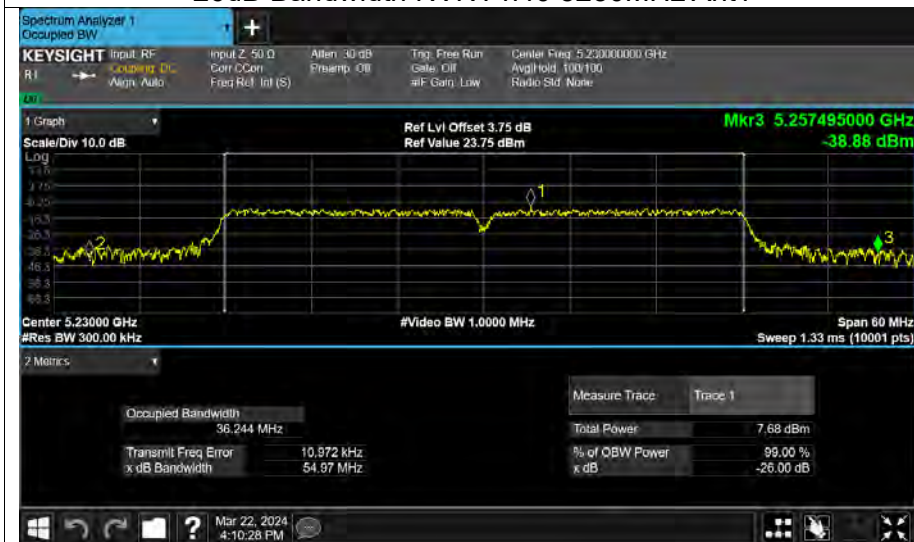 Spectrum Analyzer 1
Occupied BW
KEYSIGHT Input: RF Input Z: 50 Ω Atten: 30 dB Trig: Free Run Center Freq: 5.230000000 GHz
Coupling: DC Corr CCorr Preamp: Off Gate: Off Avg|Hold: 100/100
Align: Auto Freq Ref: Int (S) #IF Gain: Low Radio Std: None
1 Graph
Scale/Div 10.0 dB
Ref Lvl Offset 3.75 dB
Ref Value 23.75 dBm
Mkr3 5.257495000 GHz
-38.88 dBm
Log
1
2
3
Center 5.23000 GHz #Video BW 1.0000 MHz Span 60 MHz
#Res BW 300.00 kHz Sweep 1.33 ms (10001 pts)
2 Metrics
Measure Trace Trace 1
Occupied Bandwidth
36.244 MHz
Total Power 7.68 dBm
Transmit Freq Error 10.972 kHz % of OBW Power 99.00 %
x dB Bandwidth 54.97 MHz x dB -26.00 dB
Mar 22, 2024
4:10:28 PM